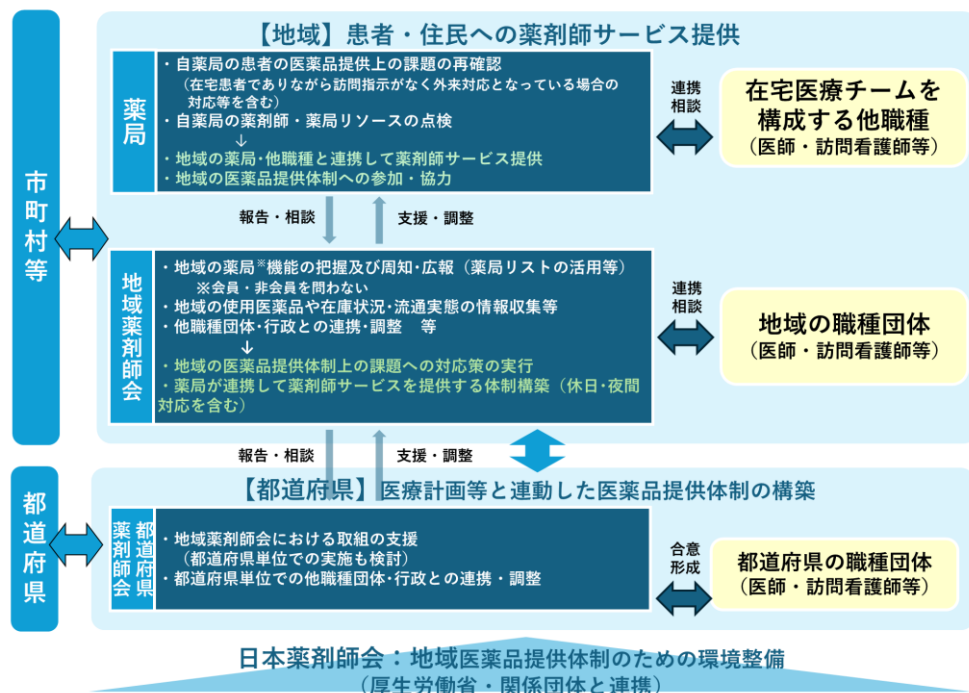 【地域】患者・住民への薬剤師サービス提供
市町村等
薬局
・自薬局の患者の医薬品提供上の課題の再確認
（在宅患者でありながら訪問指示がなく外来対応となっている場合の
対応等を含む）
・自薬局の薬剤師・薬局リソースの点検
↓
・地域の薬局・他職種と連携して薬剤師サービス提供
・地域の医薬品提供体制への参加・協力
連携
相談
在宅医療チームを
構成する他職種
（医師・訪問看護師等）
報告・相談
支援・調整
地域薬剤師会
・地域の薬局※機能の把握及び周知・広報（薬局リストの活用等）
※会員・非会員を問わない
・地域の使用医薬品や在庫状況・流通実態の情報収集等
・他職種団体・行政との連携・調整　等
↓
・地域の医薬品提供体制上の課題への対応策の実行
・薬局が連携して薬剤師サービスを提供する体制構築（休日・夜間
対応を含む）
連携
相談
地域の職種団体
（医師・訪問看護師等）
報告・相談
支援・調整
【都道府県】医療計画等と連動した医薬品提供体制の構築
都道府県
都道府県
薬剤師会
・地域薬剤師会における取組の支援
（都道府県単位での実施も検討）
・都道府県単位での他職種団体・行政との連携・調整
合意
形成
都道府県の職種団体
（医師・訪問看護師等）
日本薬剤師会：地域医薬品提供体制のための環境整備
（厚生労働省・関係団体と連携）